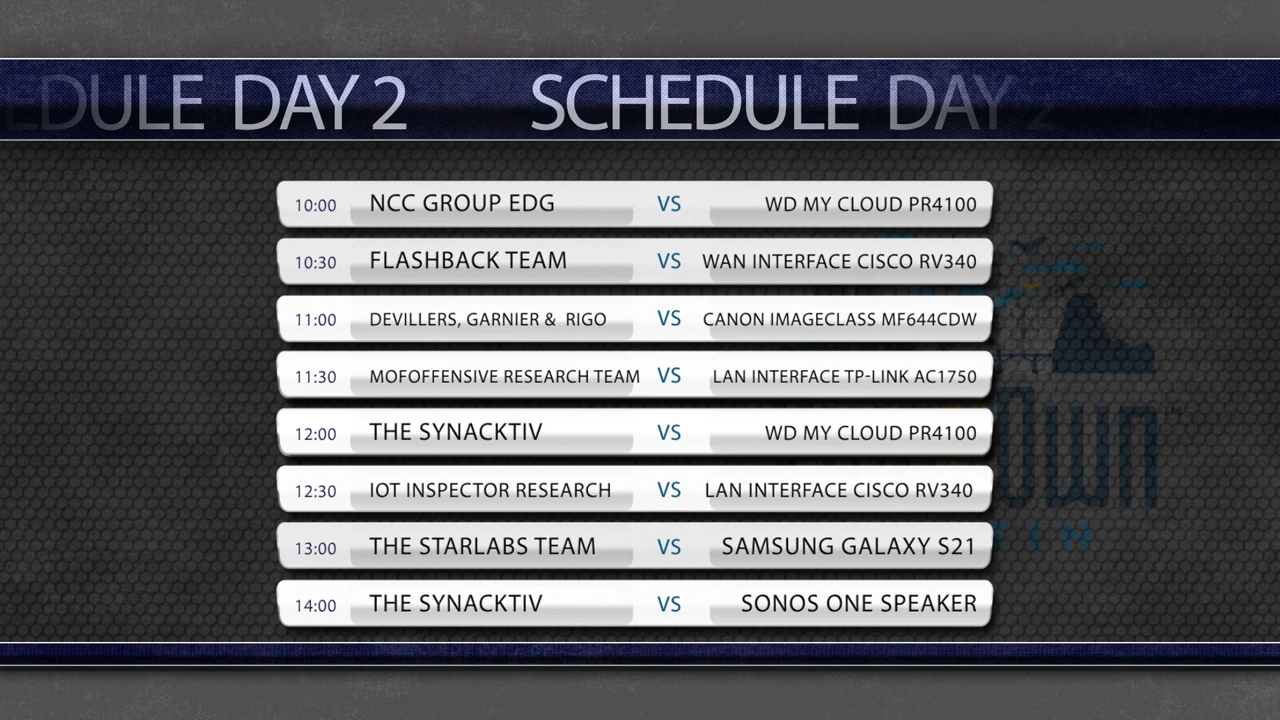 EDULE DAY 2 SCHEDULE DAY 2
10:00 NCC GROUP EDG VS WD MY CLOUD PR4100
10:30 FLASHBACK TEAM VS WAN INTERFACE CISCO RV340
11:00 DEVILLERS, GARNIER & RIGO VS CANON IMAGECLASS MF644CDW
11:30 MOFOFFENSIVE RESEARCH TEAM VS LAN INTERFACE TP-LINK AC1750
12:00 THE SYNACKTIV VS WD MY CLOUD PR4100
12:30 IOT INSPECTOR RESEARCH VS LAN INTERFACE CISCO RV340
13:00 THE STARLABS TEAM VS SAMSUNG GALAXY S21
14:00 THE SYNACKTIV VS SONOS ONE SPEAKER